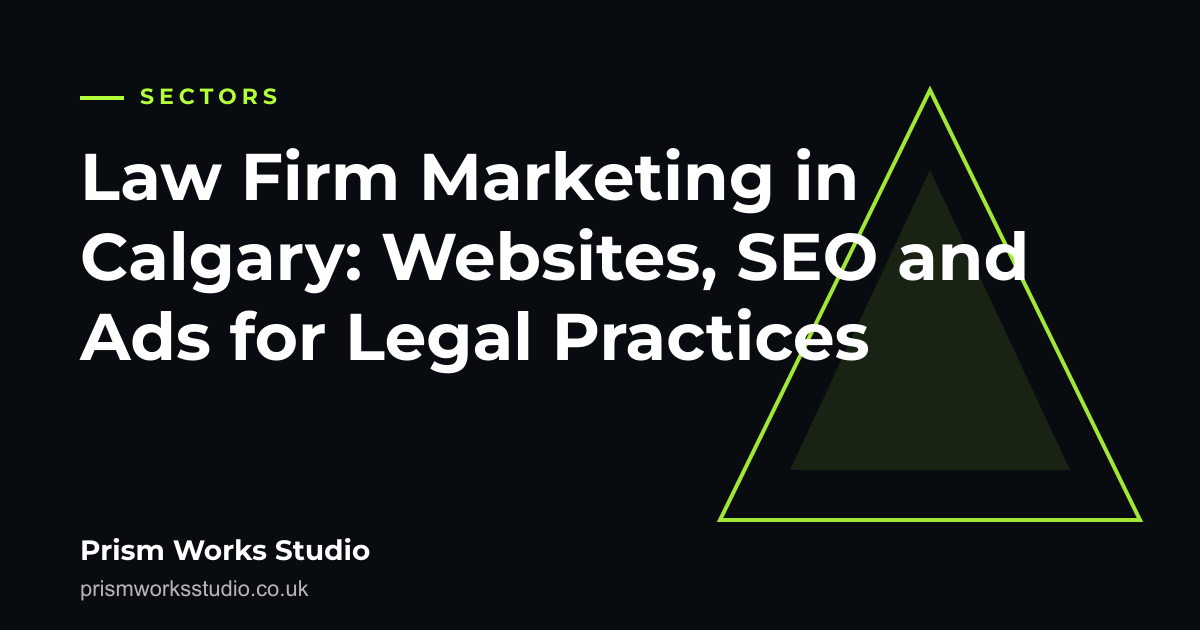 SECTORS
Law Firm Marketing in
Calgary: Websites, SEO and
Ads for Legal Practices
Prism Works Studio
prismworksstudio.co.uk